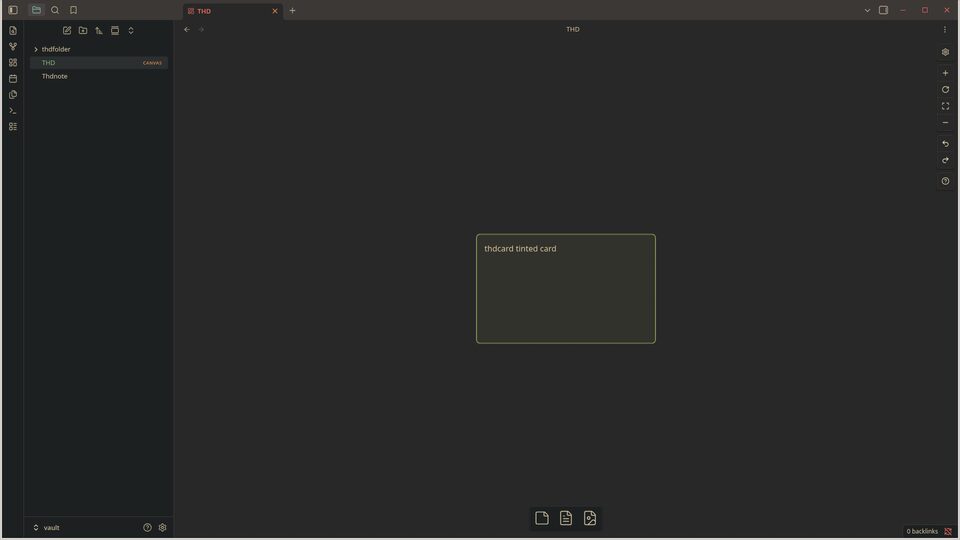 THD
THD
thdfolder
THD CANVAS
Thdnote
thdcard tinted card
vault
0 backlinks